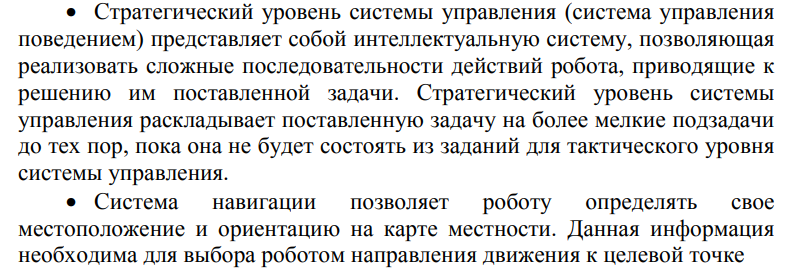 • Стратегический уровень системы управления (система управления
поведением) представляет собой интеллектуальную систему, позволяющая
реализовать сложные последовательности действий робота, приводящие к
решению им поставленной задачи. Стратегический уровень системы
управления раскладывает поставленную задачу на более мелкие подзадачи
до тех пор, пока она не будет состоять из заданий для тактического уровня
системы управления.
• Система навигации позволяет роботу определять свое
местоположение и ориентацию на карте местности. Данная информация
необходима для выбора роботом направления движения к целевой точке